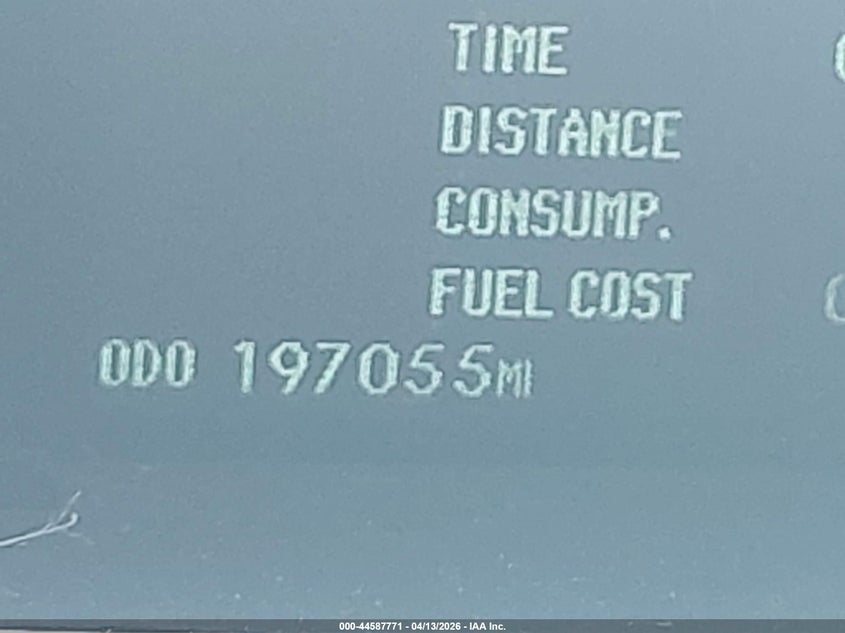 TIME
DISTANCE
CONSUMP.
FUEL COST
ODO 197055MI
000-44587771 - 04/13/2026 - IAA Inc.